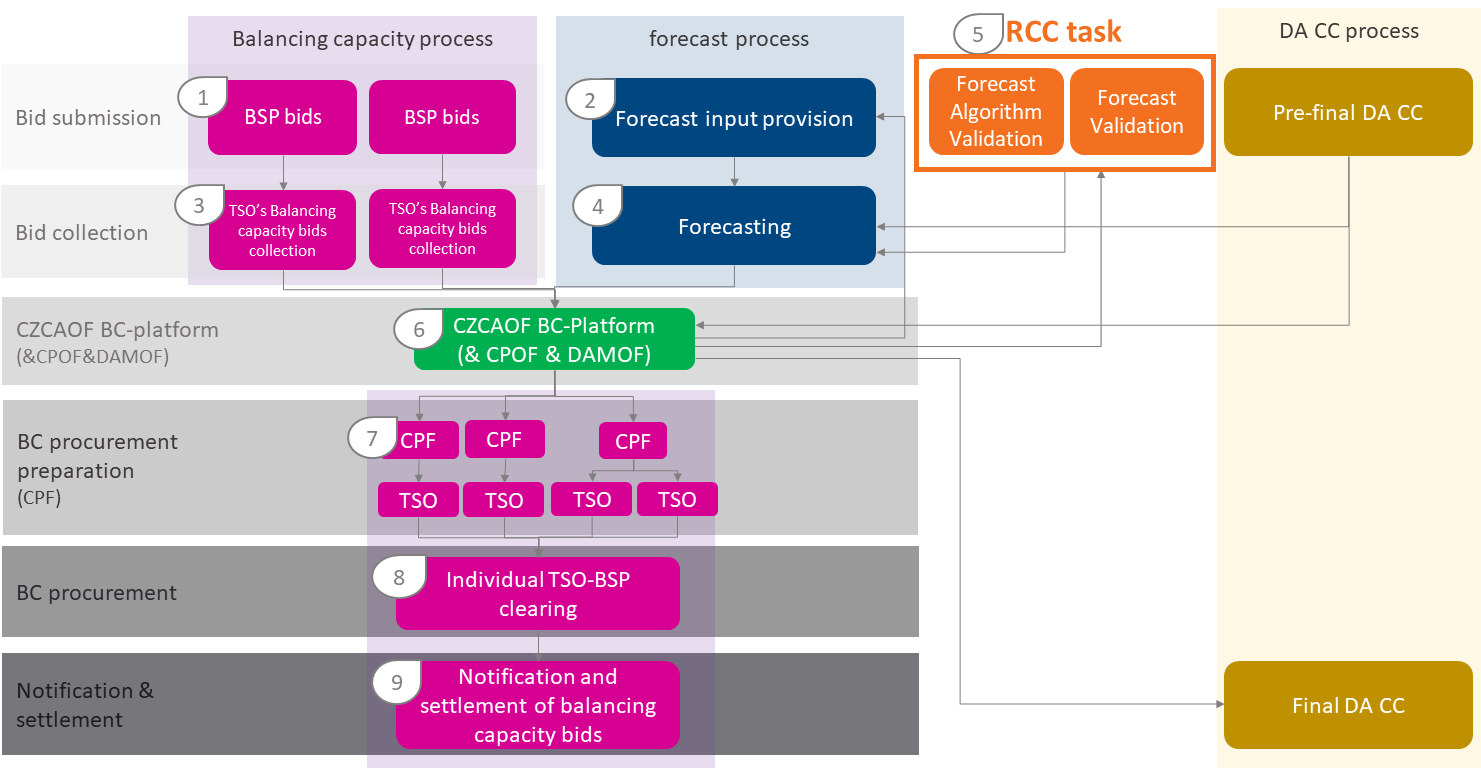 Balancing capacity process
forecast process
5
RCC task
DA CC process
Bid submission
1
BSP bids
BSP bids
2
Forecast input provision
Forecast
Algorithm
Validation
Forecast
Validation
Pre-final DA CC
Bid collection
3
TSO's Balancing
capacity bids
collection
TSO's Balancing
capacity bids
collection
4
Forecasting
CZCAOF BC-platform
(&CPOF&DAMOF)
6
CZCAOF BC-Platform
(& CPOF & DAMOF)
BC procurement
preparation
(CPF)
7
CPF
CPF
CPF
TSO
TSO
TSO
TSO
BC procurement
8
Individual TSO-BSP
clearing
Notification &
settlement
9
Notification and
settlement of balancing
capacity bids
Final DA CC